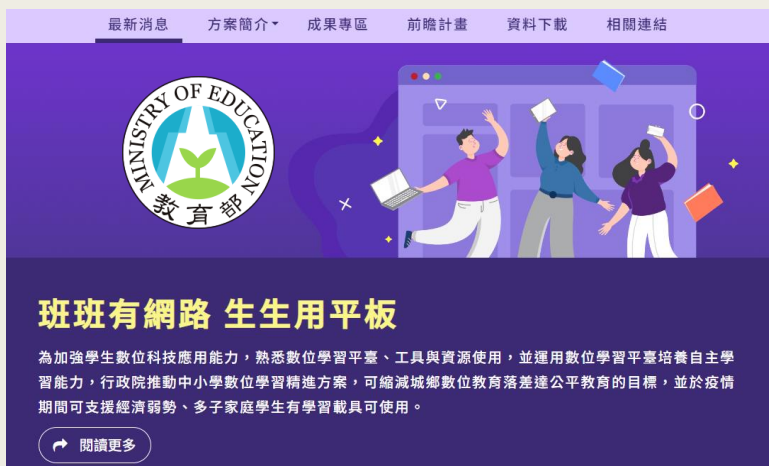 最新消息 方案簡介 成果專區 前瞻計畫 資料下載 相關連結
MINISTRY OF EDUCATION
教育部
班班有網路 生生用平板
為加強學生數位科技應用能力，熟悉數位學習平臺、工具與資源使用，並運用數位學習平臺培養自主學
習能力，行政院推動中小學數位學習精進方案，可縮減城鄉數位教育落差達公平教育的目標，並於疫情
期間可支援經濟弱勢、多子家庭學生有學習載具可使用。
閱讀更多